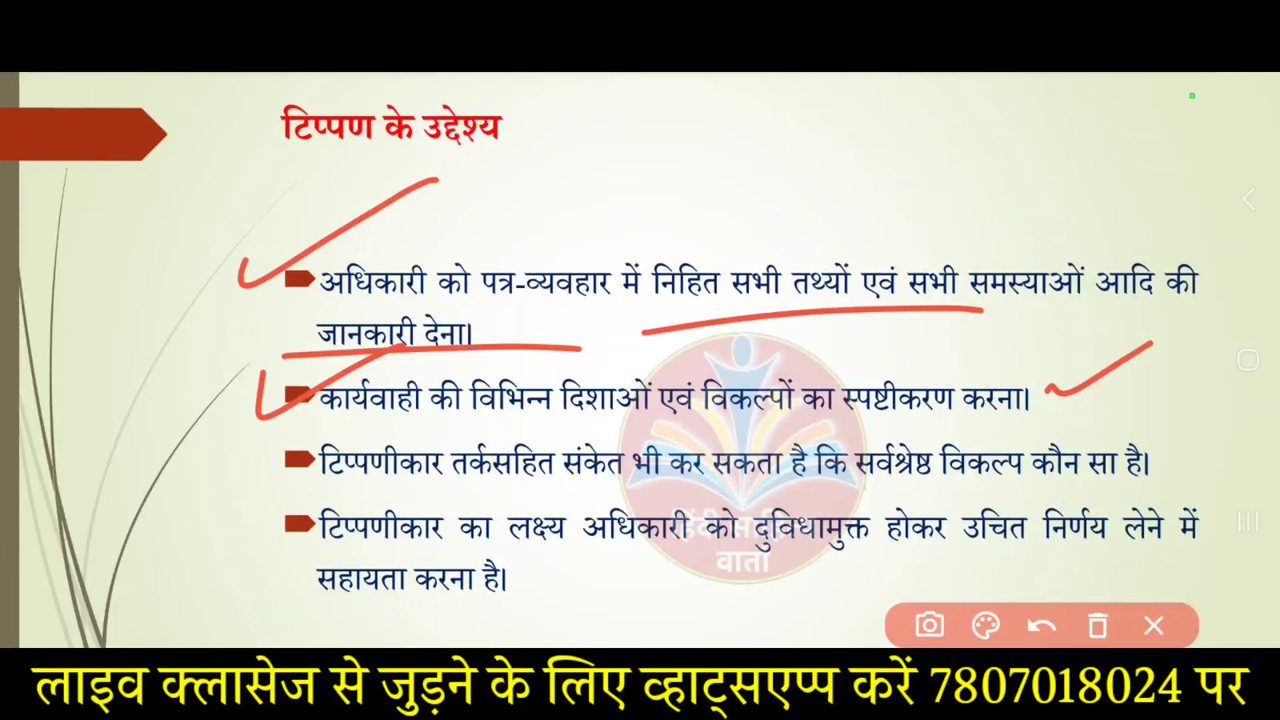 टिप्पण के उद्देश्य
अधिकारी को पत्र-व्यवहार में निहित सभी तथ्यों एवं सभी समस्याओं आदि की
जानकारी देना।
कार्यवाही की विभिन्न दिशाओं एवं विकल्पों का स्पष्टीकरण करना।
टिप्पणीकार तर्कसहित संकेत भी कर सकता है कि सर्वश्रेष्ठ विकल्प कौन सा है।
टिप्पणीकार का लक्ष्य अधिकारी को दुविधामुक्त होकर उचित निर्णय लेने में
सहायता करना है।
वार्ता
लाइव क्लासेज से जुड़ने के लिए व्हाट्सएप्प करें 7807018024 पर